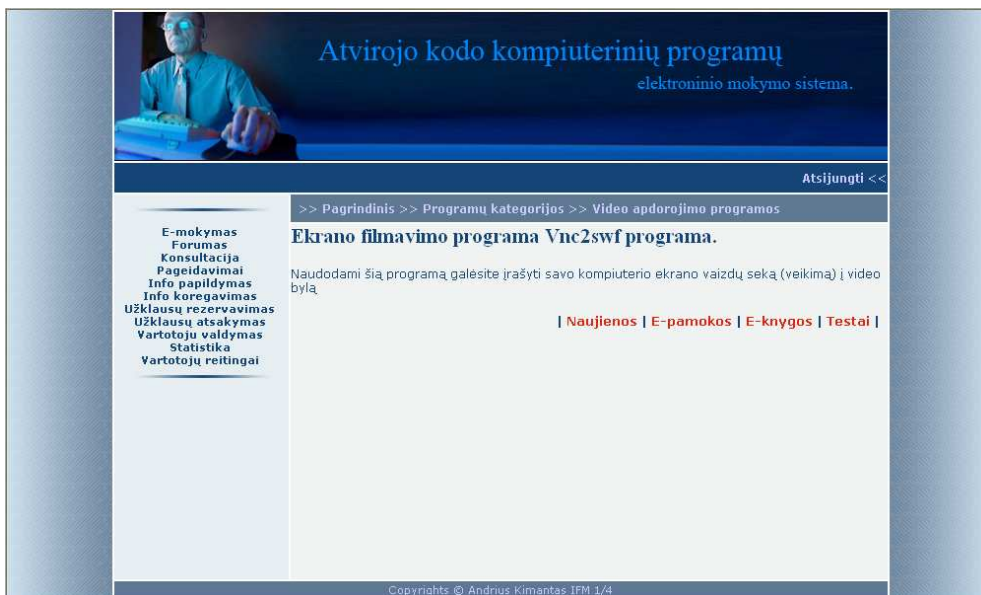 Atvirojo kodo kompiuterinių programų
elektroninio mokymo sistema.
Atsijungti <<
>> Pagrindinis >> Programų kategorijos >> Video apdorojimo programos
E-mokymas
Forumas
Konsultacija
Pageidavimai
Info papildymas
Info koregavimas
Užklausų rezervavimas
Užklausų atsakymas
Vartotoju valdymas
Statistika
Vartotojų reitingai
Ekrano filmavimo programa Vnc2swf programa.
Naudodami šią programą galėsite įrašyti savo kompiuterio ekrano vaizdų seką (veikimą) į video
bylą
| Naujienos | E-pamokos | E-knygos | Testai |
Copyrights © Andrius Kimantas IFM 1/4